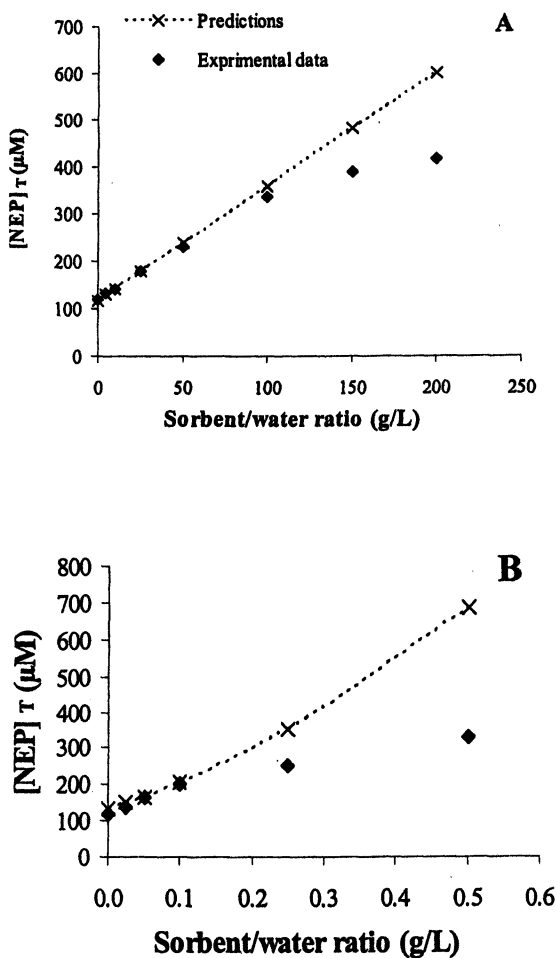 A
Predictions
Exprimental data
[NEP] T (µM)
700
600
500
400
300
200
100
0
0 50 100 150 200 250
Sorbent/water ratio (g/L)
B
[NEP] T (µM)
800
700
600
500
400
300
200
100
0
0.0 0.1 0.2 0.3 0.4 0.5 0.6
Sorbent/water ratio (g/L)